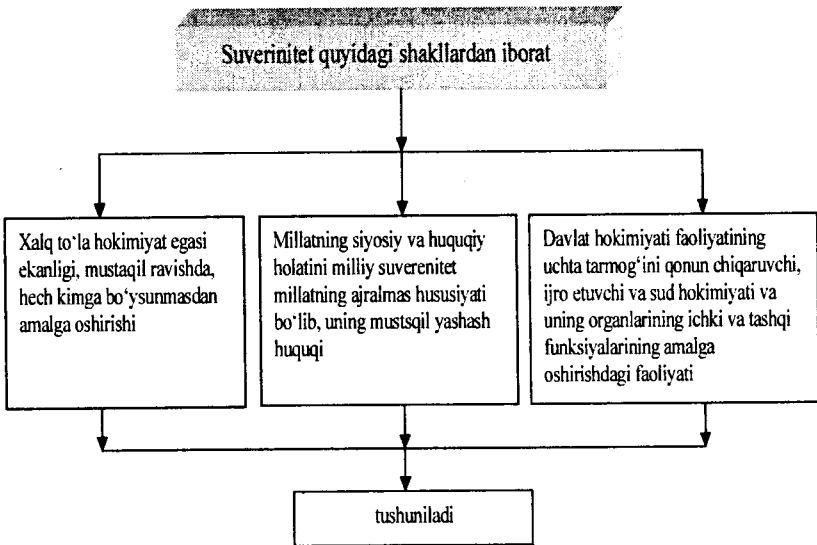 Suverinitet quyidagi shakllardan iborat
Xalq to‘la hokimiyat egasi
ekanligi, mustaqil ravishda,
hech kimga bo‘ysunmasdan
amalga oshirishi
Millatning siyosiy va huquqiy
holatini milliy suverenitet
millatning ajralmas hususiyati
bo‘lib, uning mustsqil yashash
huquqi
Davlat hokimiyati faoliyatining
uchta tarmog‘ini qonun chiqaruvchi,
ijro etuvchi va sud hokimiyati va
uning organlarining ichki va tashqi
funksiyalarining amalga
oshirishdagi faoliyati
tushuniladi